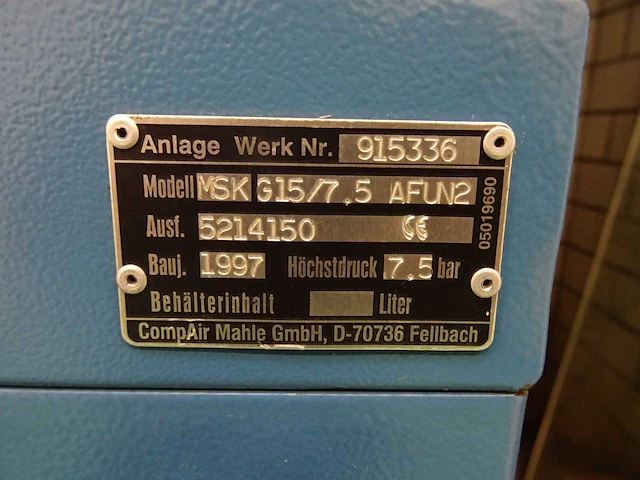 Anlage Werk Nr. 915336
Modell MSK G15/7,5 AFUN2
Ausf. 5214150 CE
Bauj. 1997 Höchstdruck 7,5 bar
Behälterinhalt Liter
CompAir Mahle GmbH, D-70736 Fellbach
05019690